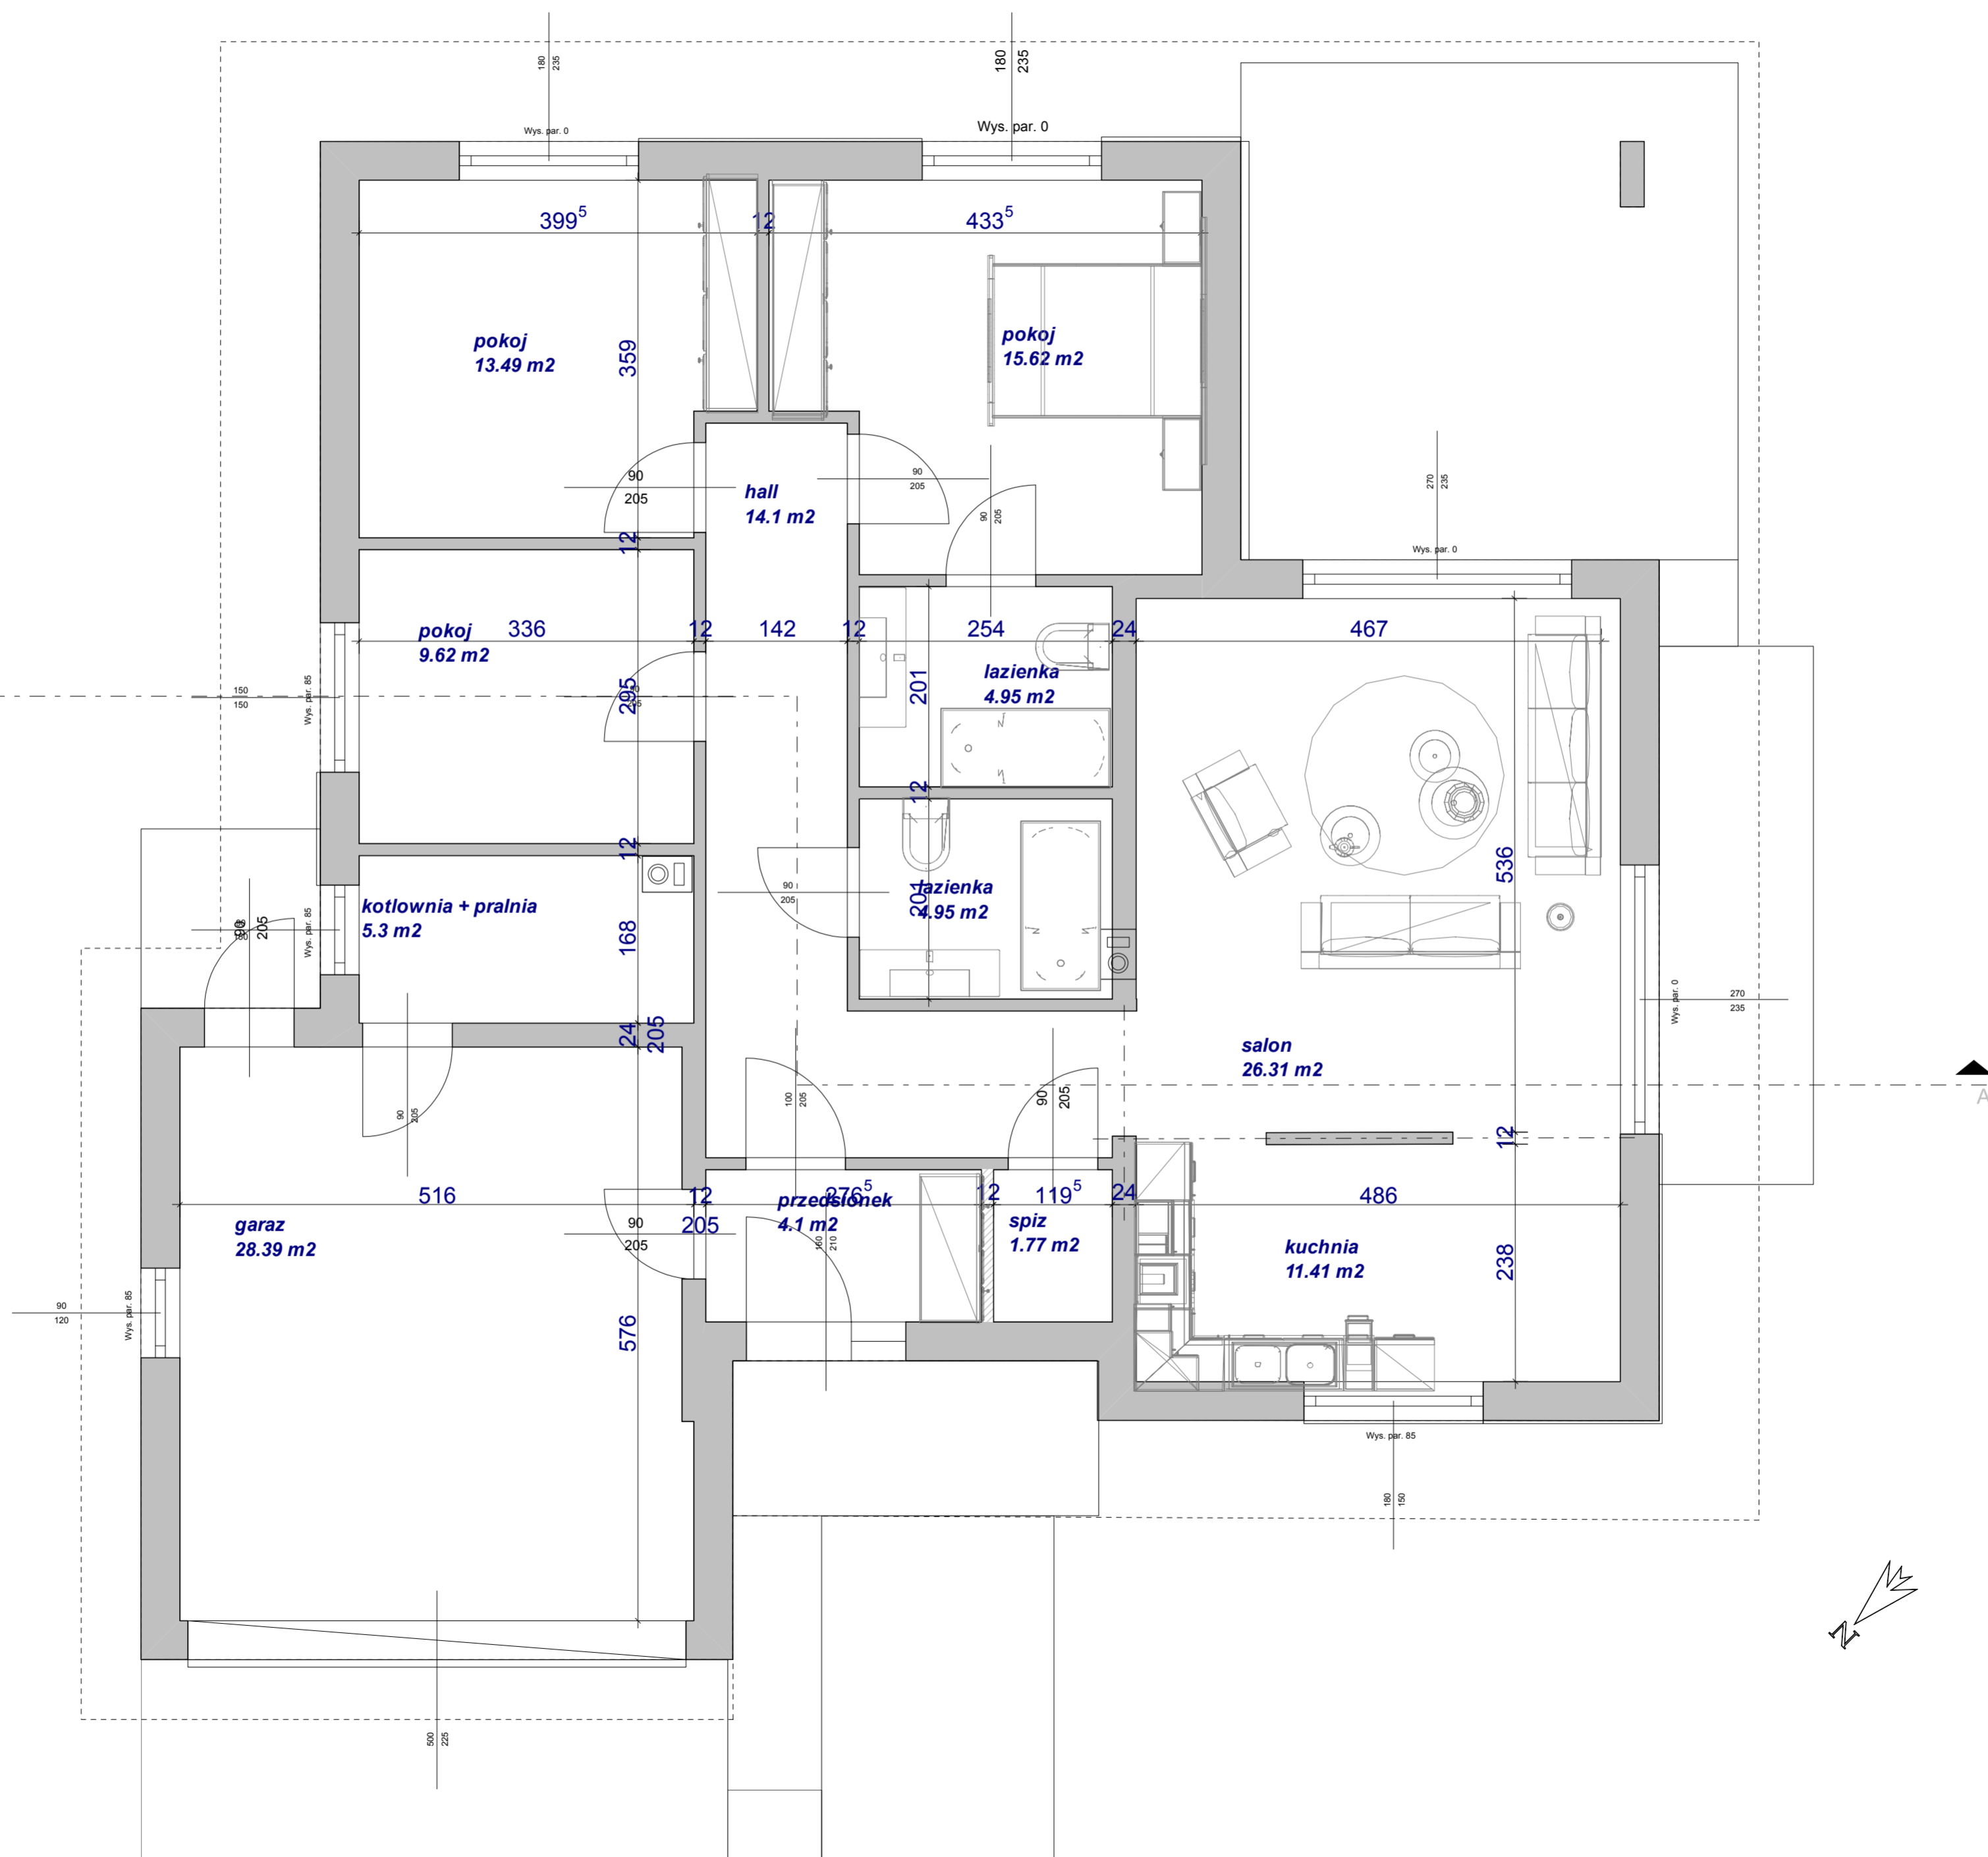 180
235
180
235
Wys. par. 0
Wys. par. 0
399⁵
12
433⁵
pokoj
13.49 m2
359
pokoj
15.62 m2
270
235
90
205
90
205
hall
14.1 m2
90
205
12
Wys. par. 0
pokoj
9.62 m2
336
12
142
12
254
24
467
150
150
Wys. par. 85
295
201
lazienka
4.95 m2
12
12
536
kotlownia + pralnia
5.3 m2
90
205
Wys. par. 85
168
90
205
201
lazienka
4.95 m2
270
235
Wys. par. 0
24
205
salon
26.31 m2
A
90
205
100
205
90
205
12
516
12
276⁵
12
119⁵
24
486
garaz
28.39 m2
90
205
205
przedsionek
4.1 m2
160
210
spiz
1.77 m2
kuchnia
11.41 m2
238
90
120
Wys. par. 85
576
Wys. par. 85
180
150
N
500
225